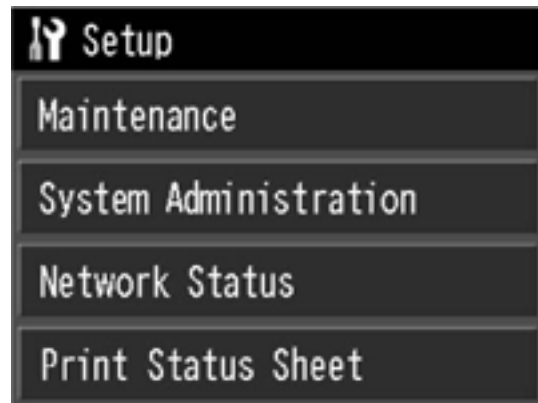 Setup
Maintenance
System Administration
Network Status
Print Status Sheet